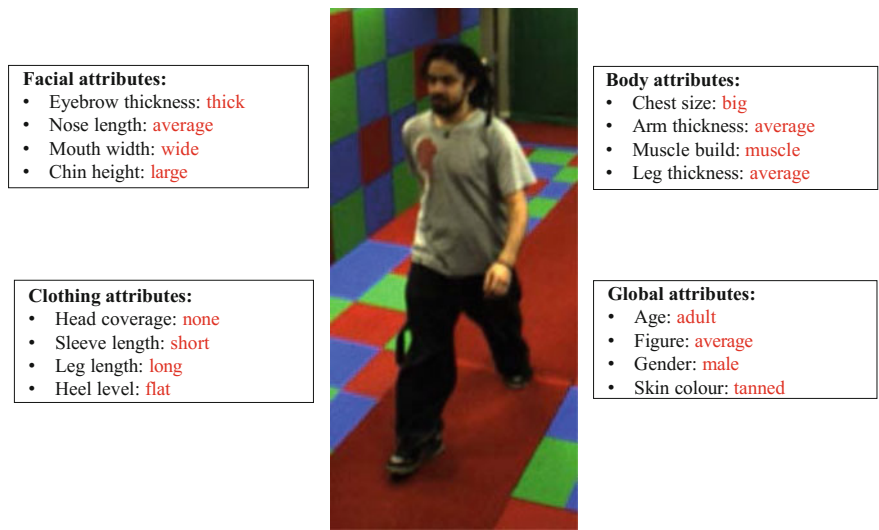 Facial attributes:
• Eyebrow thickness: thick
• Nose length: average
• Mouth width: wide
• Chin height: large
Body attributes:
• Chest size: big
• Arm thickness: average
• Muscle build: muscle
• Leg thickness: average
Clothing attributes:
• Head coverage: none
• Sleeve length: short
• Leg length: long
• Heel level: flat
Global attributes:
• Age: adult
• Figure: average
• Gender: male
• Skin colour: tanned